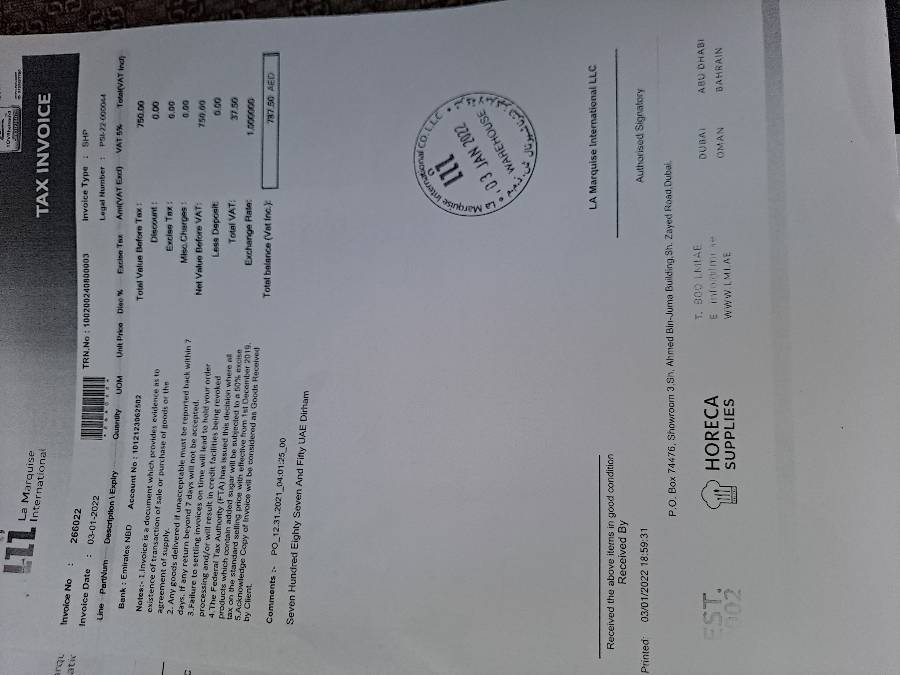 TAX INVOICE
La Marquise
International
Invoice No : 266022
TRN.No : 100200240800003
Invoice Type : SHP
Invoice Date : 03-01-2022
Legal Number : PSI-22-000044
Line PartNum Description \ Expiry Quantity UOM Unit Price Disc % Excise Tax Amt(VAT Excl) VAT 5% Total(VAT Incl)
Bank : Emirates NBD Account No : 1012123062502
Notes:- 1.Invoice is a document which provides evidence as to
existence of transaction of sale or purchase of goods or the
agreement of supply.
2. Any goods delivered if unacceptable must be reported back within 7
days. If any return beyond 7 days will not be accepted.
3.Failure to settling invoices on time will lead to hold your order
processing and/or will result in credit facilities being revoked
4.The Federal Tax Authority (FTA) has issued this decision where all
products which contain added sugar will be subjected to a 50% excise
tax on the standard selling price with effective from 1st December 2019.
5.Acknowledge Copy of Invoice will be considered as Goods Received
by Client.
Total Value Before Tax : 750.00
Discount : 0.00
Excise Tax : 0.00
Misc.Charges : 0.00
Net Value Before VAT: 750.00
Less Deposit: 0.00
Total VAT: 37.50
Exchange Rate: 1.000000
Total balance (Vat Inc.): 787.50 AED
Comments :- PO_12.31.2021_04:01:25_00
Seven Hundred Eighty Seven And Fifty UAE Dirham
La Marquise International CO. L.L.C
03 JAN 2022
WAREHOUSE
LA Marquise International LLC
Received the above items in good condition
Received By
Authorised Signatory
Printed: 03/01/2022 18:59:31
P.O. Box 74476, Showroom 3,Sh. Ahmed Bin-Juma Building,Sh. Zayed Road,Dubai.
EST.
HORECA
SUPPLIES
T. 800 LMIAE
WWW.LMI.AE
DUBAI ABU DHABI
OMAN BAHRAIN